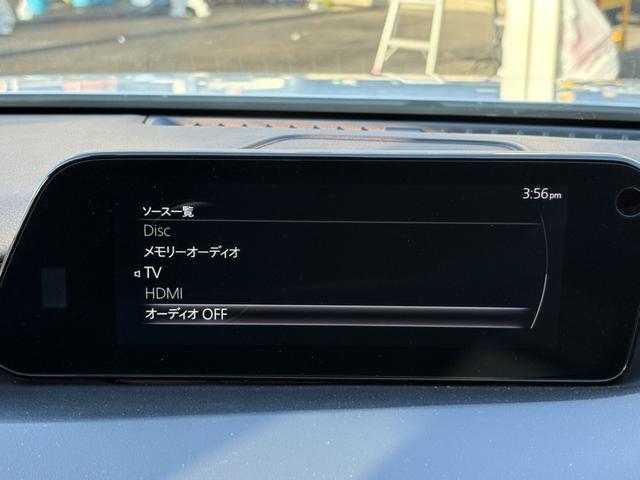 3:56pm
ソース一覧
Disc
メモリーオーディオ
TV
HDMI
オーディオ OFF